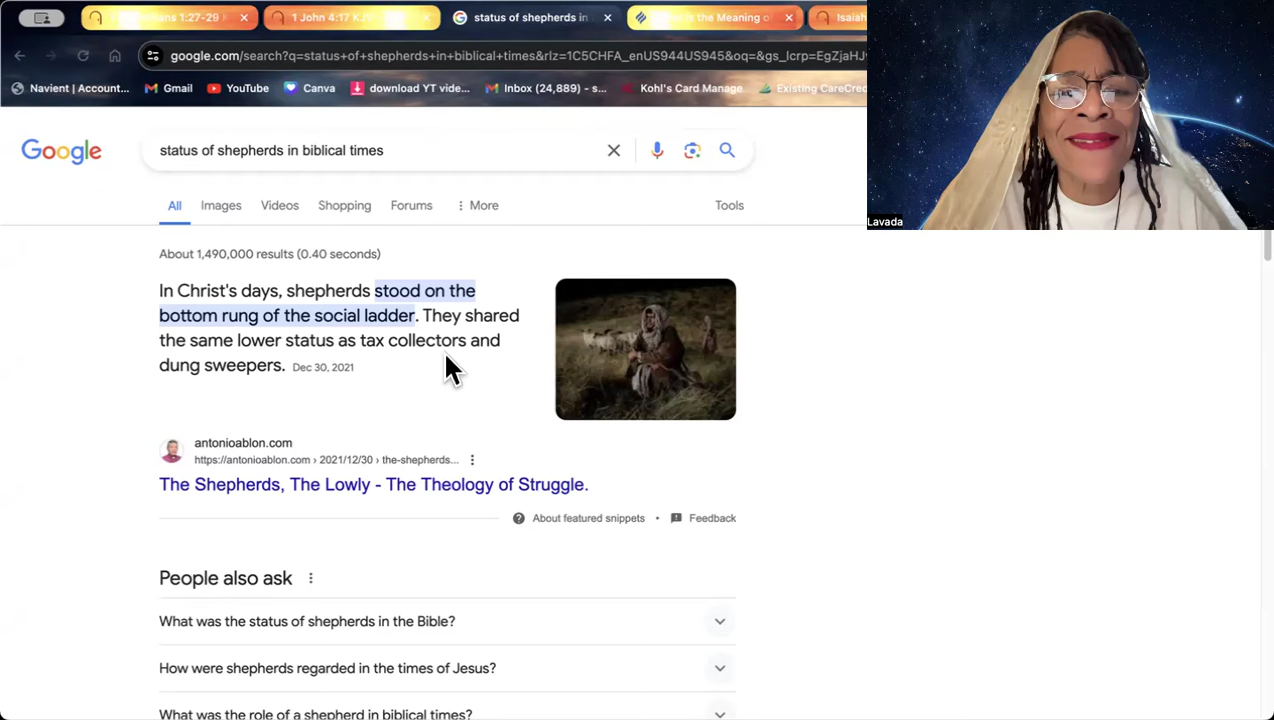 1:27-29
1 John 4:17 KJV
status of shepherds in
the Meaning o
Isaiah
google.com/search?q=status+of+shepherds+in+biblical+times&rlz=1C5CHFA_enUS944US945&oq=&gs_lcrp=EgZjaHJ
Navient | Account...
Gmail
YouTube
Canva
download YT vide...
Inbox (24,889) - s...
Kohl's Card Manage
Existing CareCred
Lavada
Google
status of shepherds in biblical times
All
Images
Videos
Shopping
Forums
More
Tools
About 1,490,000 results (0.40 seconds)
In Christ's days, shepherds stood on the
bottom rung of the social ladder. They shared
the same lower status as tax collectors and
dung sweepers. Dec 30, 2021
antonioablon.com
https://antonioablon.com › 2021/12/30 › the-shepherds...
The Shepherds, The Lowly - The Theology of Struggle.
About featured snippets • Feedback
People also ask
What was the status of shepherds in the Bible?
How were shepherds regarded in the times of Jesus?
What was the role of a shepherd in biblical times?